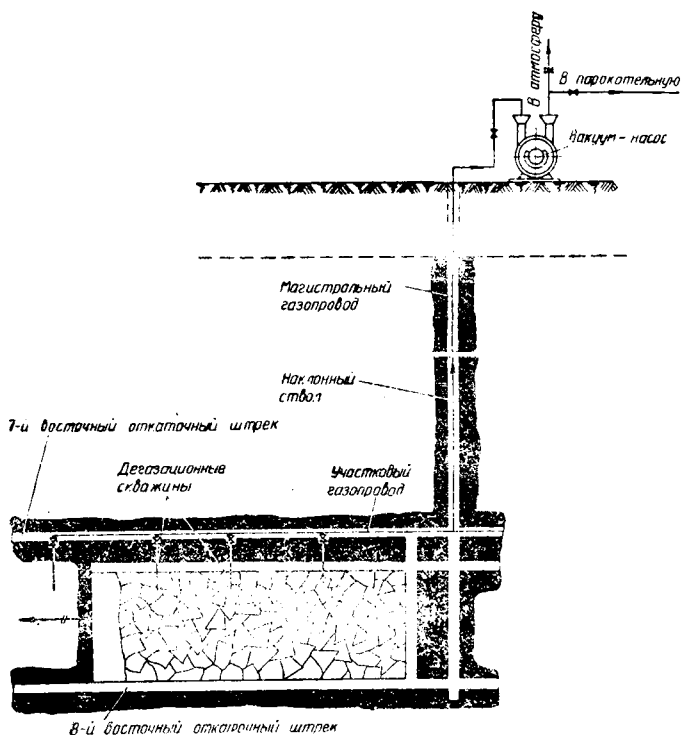 В атмосферу
В парокотельную
Вакуум-насос
Магистральный
газопровод
Наклонный
ствол
7-й восточный откаточный штрек
Дегазационные
скважины
Участковый
газопровод
8-й восточный откаточный штрек